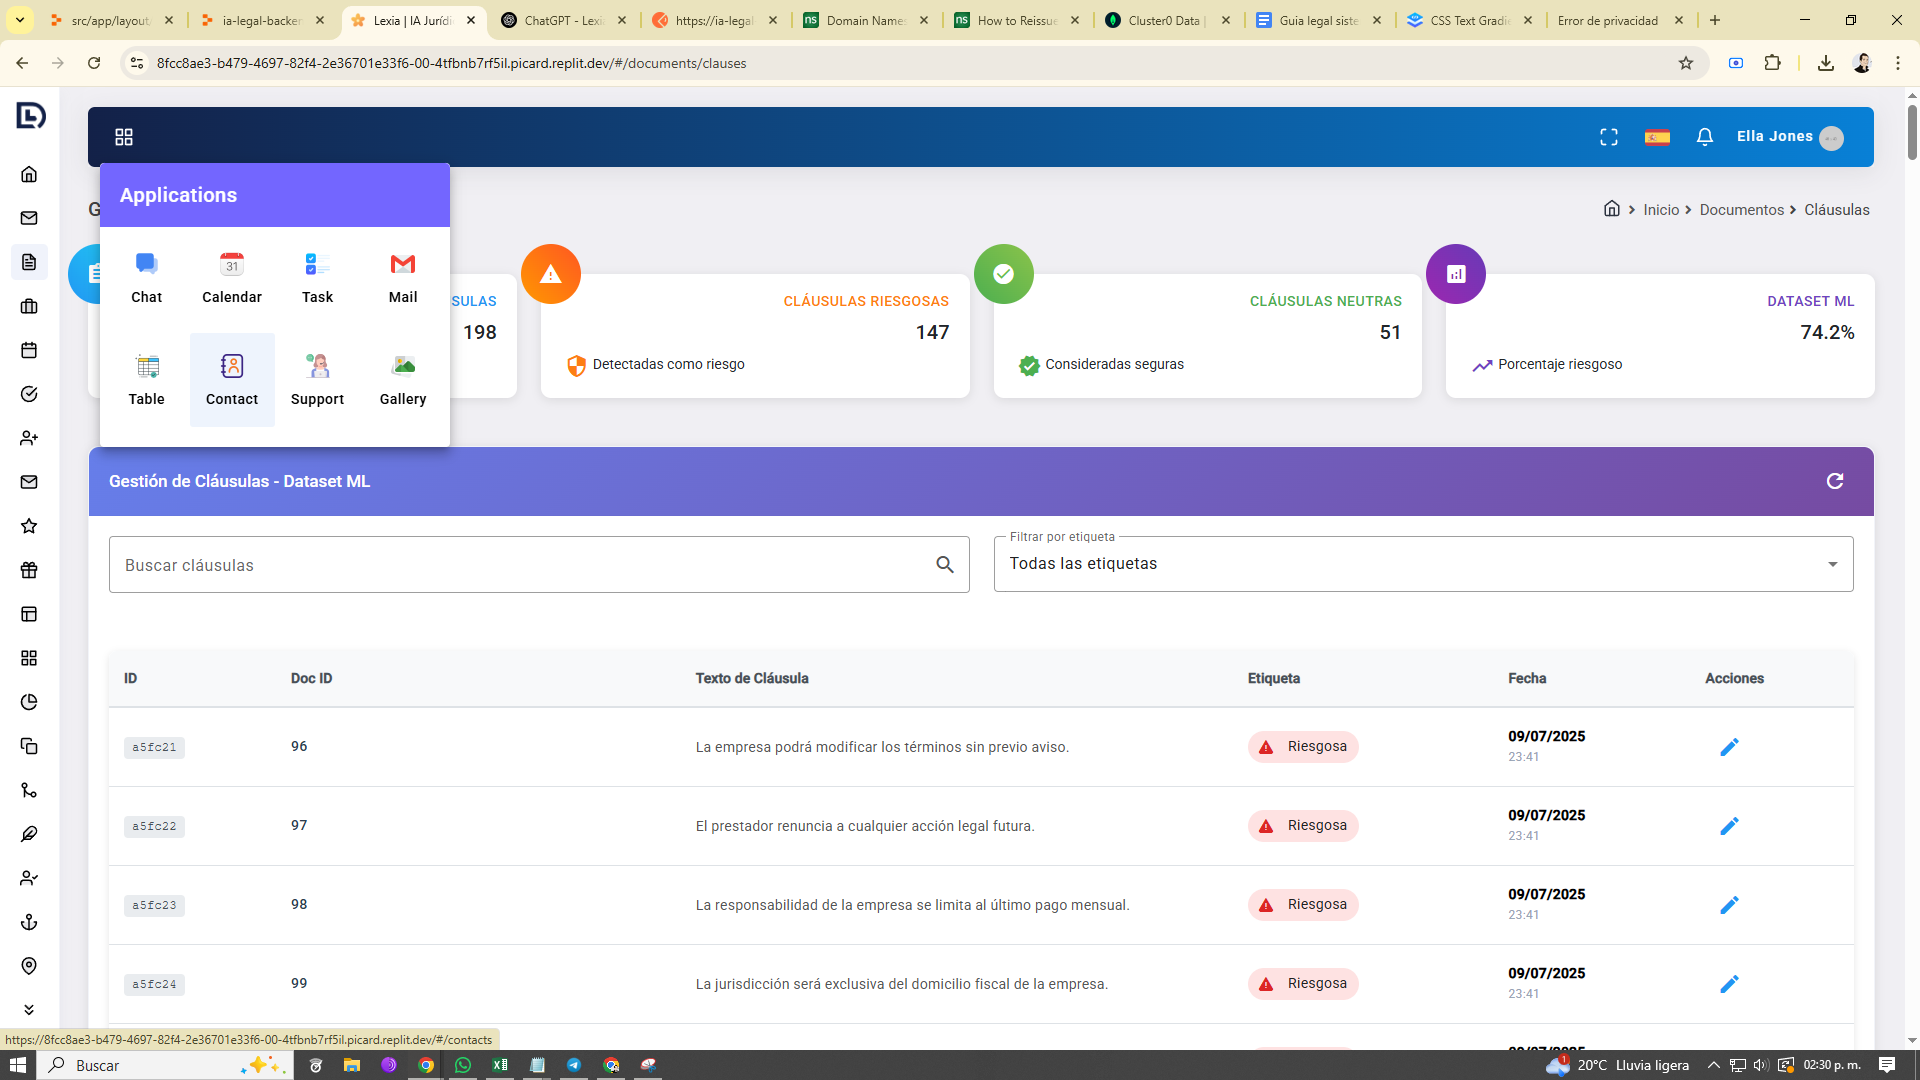 src/app/layout
ia-legal-backen
Lexia | IA Jurídi
ChatGPT - Lexi
https://ia-legal
Domain Names
How to Reissue
Cluster0 Data |
Guia legal siste
CSS Text Gradie
Error de privacidad
8fcc8ae3-b479-4697-82f4-2e36701e33f6-00-4tfbnb7rf5il.picard.replit.dev/#/documents/clauses
Ella Jones
Applications
Chat
Calendar
Task
Mail
Table
Contact
Support
Gallery
G
Inicio
Documentos
Cláusulas
SULAS
198
CLÁUSULAS RIESGOSAS
147
Detectadas como riesgo
CLÁUSULAS NEUTRAS
51
Consideradas seguras
DATASET ML
74.2%
Porcentaje riesgoso
Gestión de Cláusulas - Dataset ML
Buscar cláusulas
Filtrar por etiqueta
Todas las etiquetas
ID Doc ID Texto de Cláusula Etiqueta Fecha Acciones
a5fc21 96 La empresa podrá modificar los términos sin previo aviso. Riesgosa 09/07/2025
23:41
a5fc22 97 El prestador renuncia a cualquier acción legal futura. Riesgosa 09/07/2025
23:41
a5fc23 98 La responsabilidad de la empresa se limita al último pago mensual. Riesgosa 09/07/2025
23:41
a5fc24 99 La jurisdicción será exclusiva del domicilio fiscal de la empresa. Riesgosa 09/07/2025
23:41
https://8fcc8ae3-b479-4697-82f4-2e36701e33f6-00-4tfbnb7rf5il.picard.replit.dev/#/contacts
Buscar
20°C Lluvia ligera
02:30 p. m.